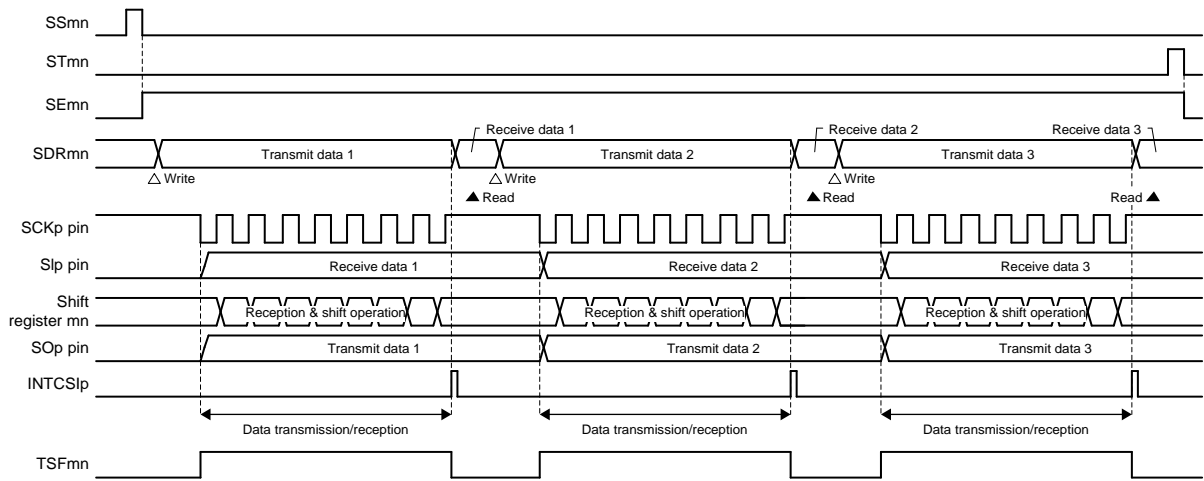 SSmn
STmn
SEmn
Receive data 1
Receive data 2
Receive data 3
SDRmn
Transmit data 1
Transmit data 2
Transmit data 3
△ Write
△ Write
△ Write
▲ Read
▲ Read
Read ▲
SCKp pin
SIp pin
Receive data 1
Receive data 2
Receive data 3
Shift
register mn
Reception & shift operation
Reception & shift operation
Reception & shift operation
SOp pin
Transmit data 1
Transmit data 2
Transmit data 3
INTCSIp
Data transmission/reception
Data transmission/reception
Data transmission/reception
TSFmn